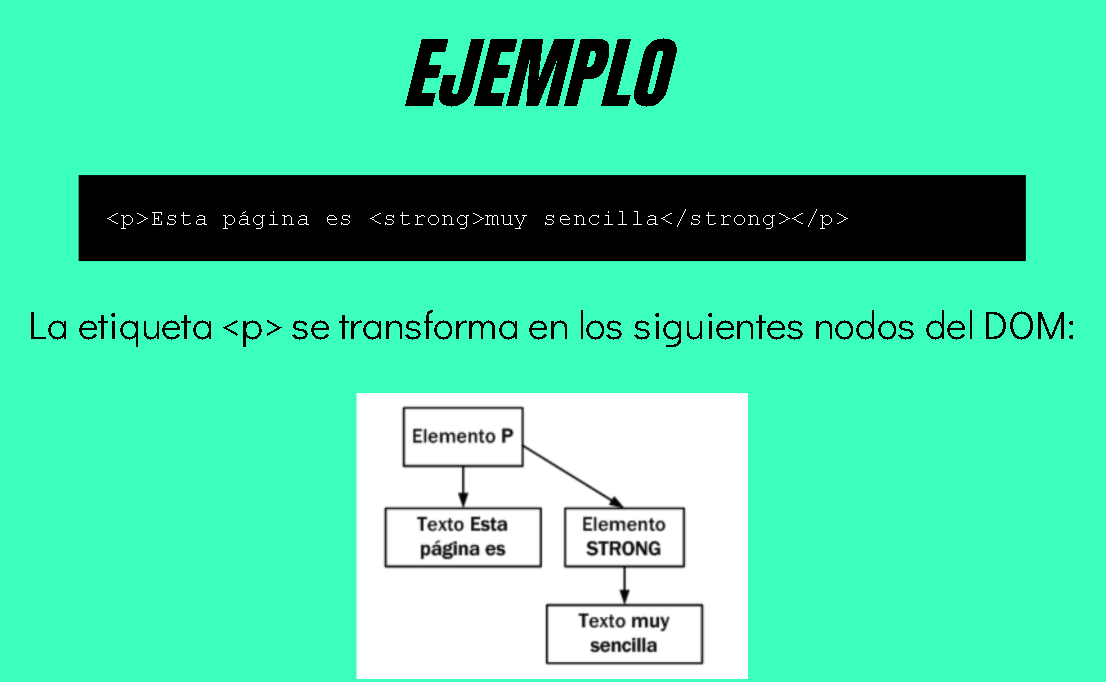 EJEMPLO
<p>Esta página es <strong>muy sencilla</strong></p>
La etiqueta <p> se transforma en los siguientes nodos del DOM:
Elemento P
Texto Esta
página es
Elemento
STRONG
Texto muy
sencilla